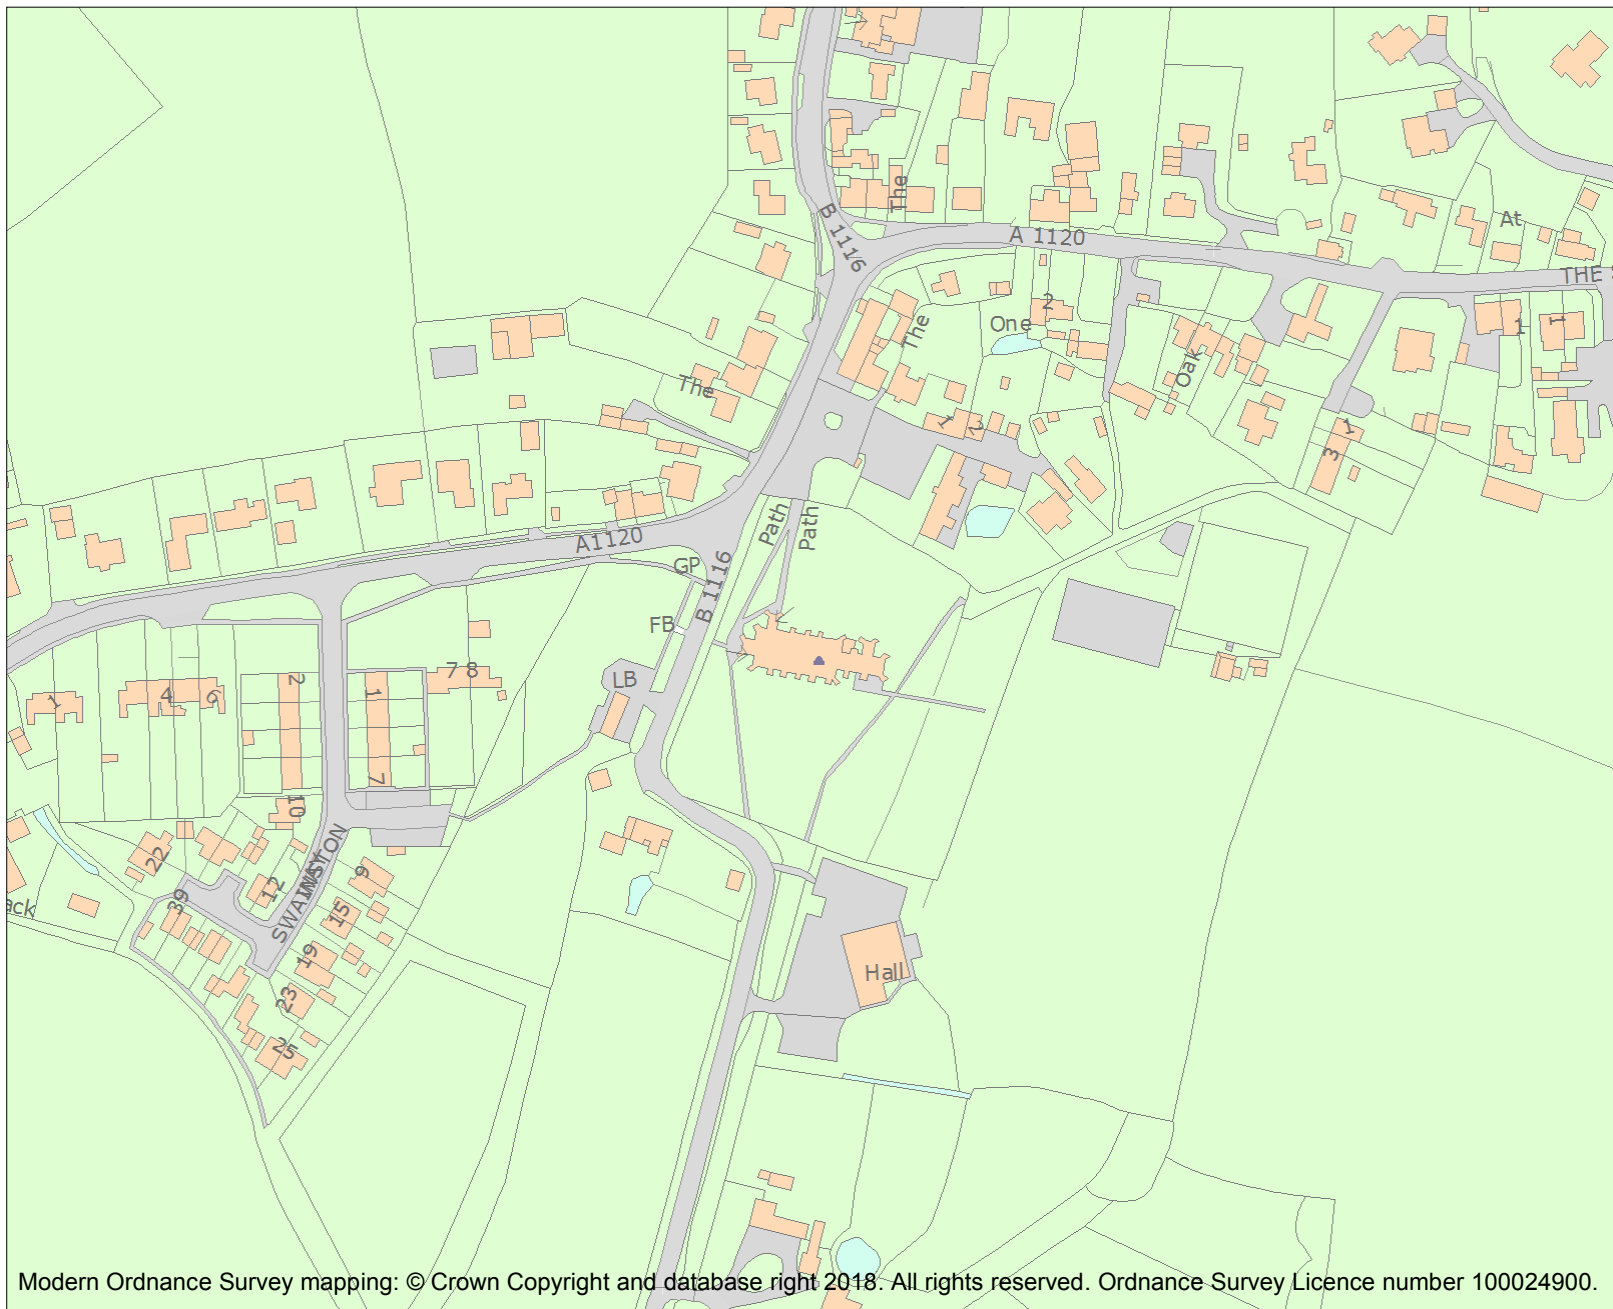 The
B 1116
A 1120
At
THE
2
One
The
1
1
Oak
The
1
2
1
3
Path
Path
A1120
GP
B 1116
FB
LB
7 8
2
1
4
6
1
7
10
SWAINSTON
WAY
22
12
9
39
15
ack
19
Hall
23
25
Modern Ordnance Survey mapping: © Crown Copyright and database right 2018. All rights reserved. Ordnance Survey Licence number 100024900.